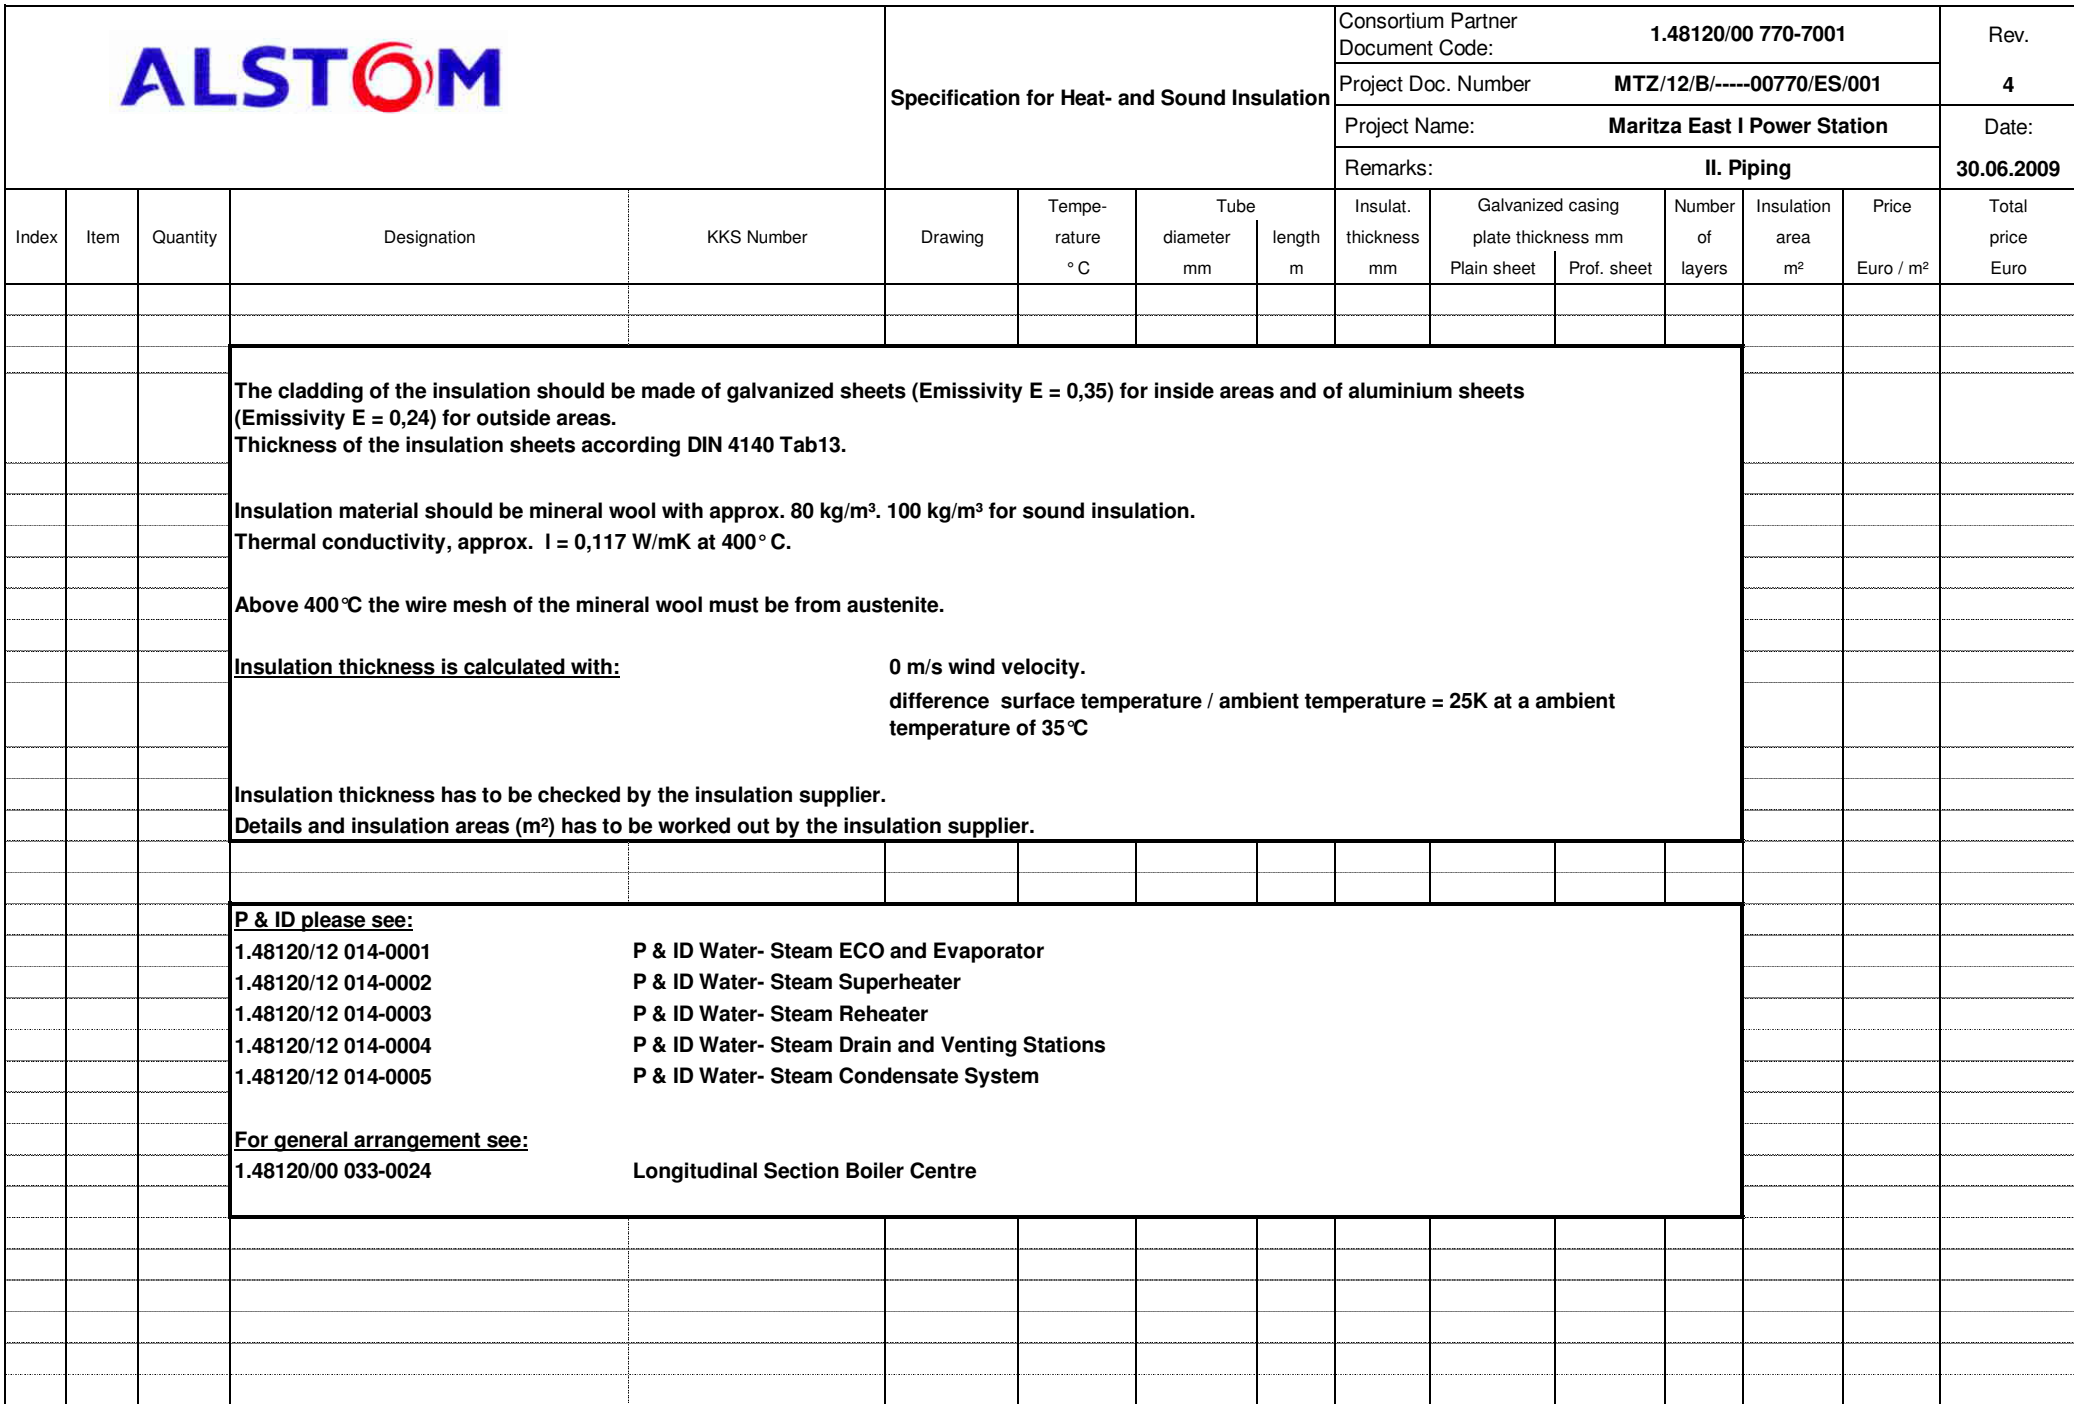 ALSTOM
Specification for Heat- and Sound Insulation
Consortium Partner
Document Code:
1.48120/00 770-7001
Rev.
Project Doc. Number
MTZ/12/B/-----00770/ES/001
4
Project Name:
Maritza East I Power Station
Date:
Remarks:
II. Piping
30.06.2009
Index
Item
Quantity
Designation
KKS Number
Drawing
Tempe-
rature
° C
Tube
diameter
mm
length
m
Insulat.
thickness
mm
Galvanized casing
plate thickness mm
Plain sheet
Prof. sheet
Number
of
layers
Insulation
area
m²
Price
Euro / m²
Total
price
Euro
The cladding of the insulation should be made of galvanized sheets (Emissivity E = 0,35) for inside areas and of aluminium sheets
(Emissivity E = 0,24) for outside areas.
Thickness of the insulation sheets according DIN 4140 Tab13.
Insulation material should be mineral wool with approx. 80 kg/m³. 100 kg/m³ for sound insulation.
Thermal conductivity, approx. l = 0,117 W/mK at 400° C.
Above 400°C the wire mesh of the mineral wool must be from austenite.
Insulation thickness is calculated with:
0 m/s wind velocity.
difference surface temperature / ambient temperature = 25K at a ambient
temperature of 35°C
Insulation thickness has to be checked by the insulation supplier.
Details and insulation areas (m²) has to be worked out by the insulation supplier.
P & ID please see:
1.48120/12 014-0001 P & ID Water- Steam ECO and Evaporator
1.48120/12 014-0002 P & ID Water- Steam Superheater
1.48120/12 014-0003 P & ID Water- Steam Reheater
1.48120/12 014-0004 P & ID Water- Steam Drain and Venting Stations
1.48120/12 014-0005 P & ID Water- Steam Condensate System
For general arrangement see:
1.48120/00 033-0024 Longitudinal Section Boiler Centre